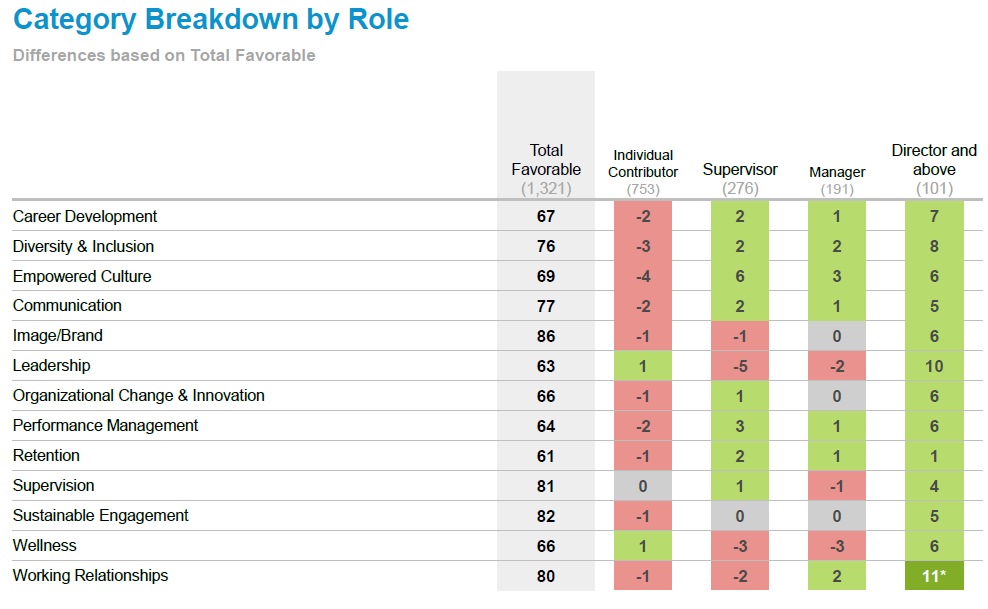 Category Breakdown by Role
Differences based on Total Favorable
Total Favorable (1,321) Individual Contributor (753) Supervisor (276) Manager (191) Director and above (101)
Career Development 67 -2 2 1 7
Diversity & Inclusion 76 -3 2 2 8
Empowered Culture 69 -4 6 3 6
Communication 77 -2 2 1 5
Image/Brand 86 -1 -1 0 6
Leadership 63 1 -5 -2 10
Organizational Change & Innovation 66 -1 1 0 6
Performance Management 64 -2 3 1 6
Retention 61 -1 2 1 1
Supervision 81 0 1 -1 4
Sustainable Engagement 82 -1 0 0 5
Wellness 66 1 -3 -3 6
Working Relationships 80 -1 -2 2 11*